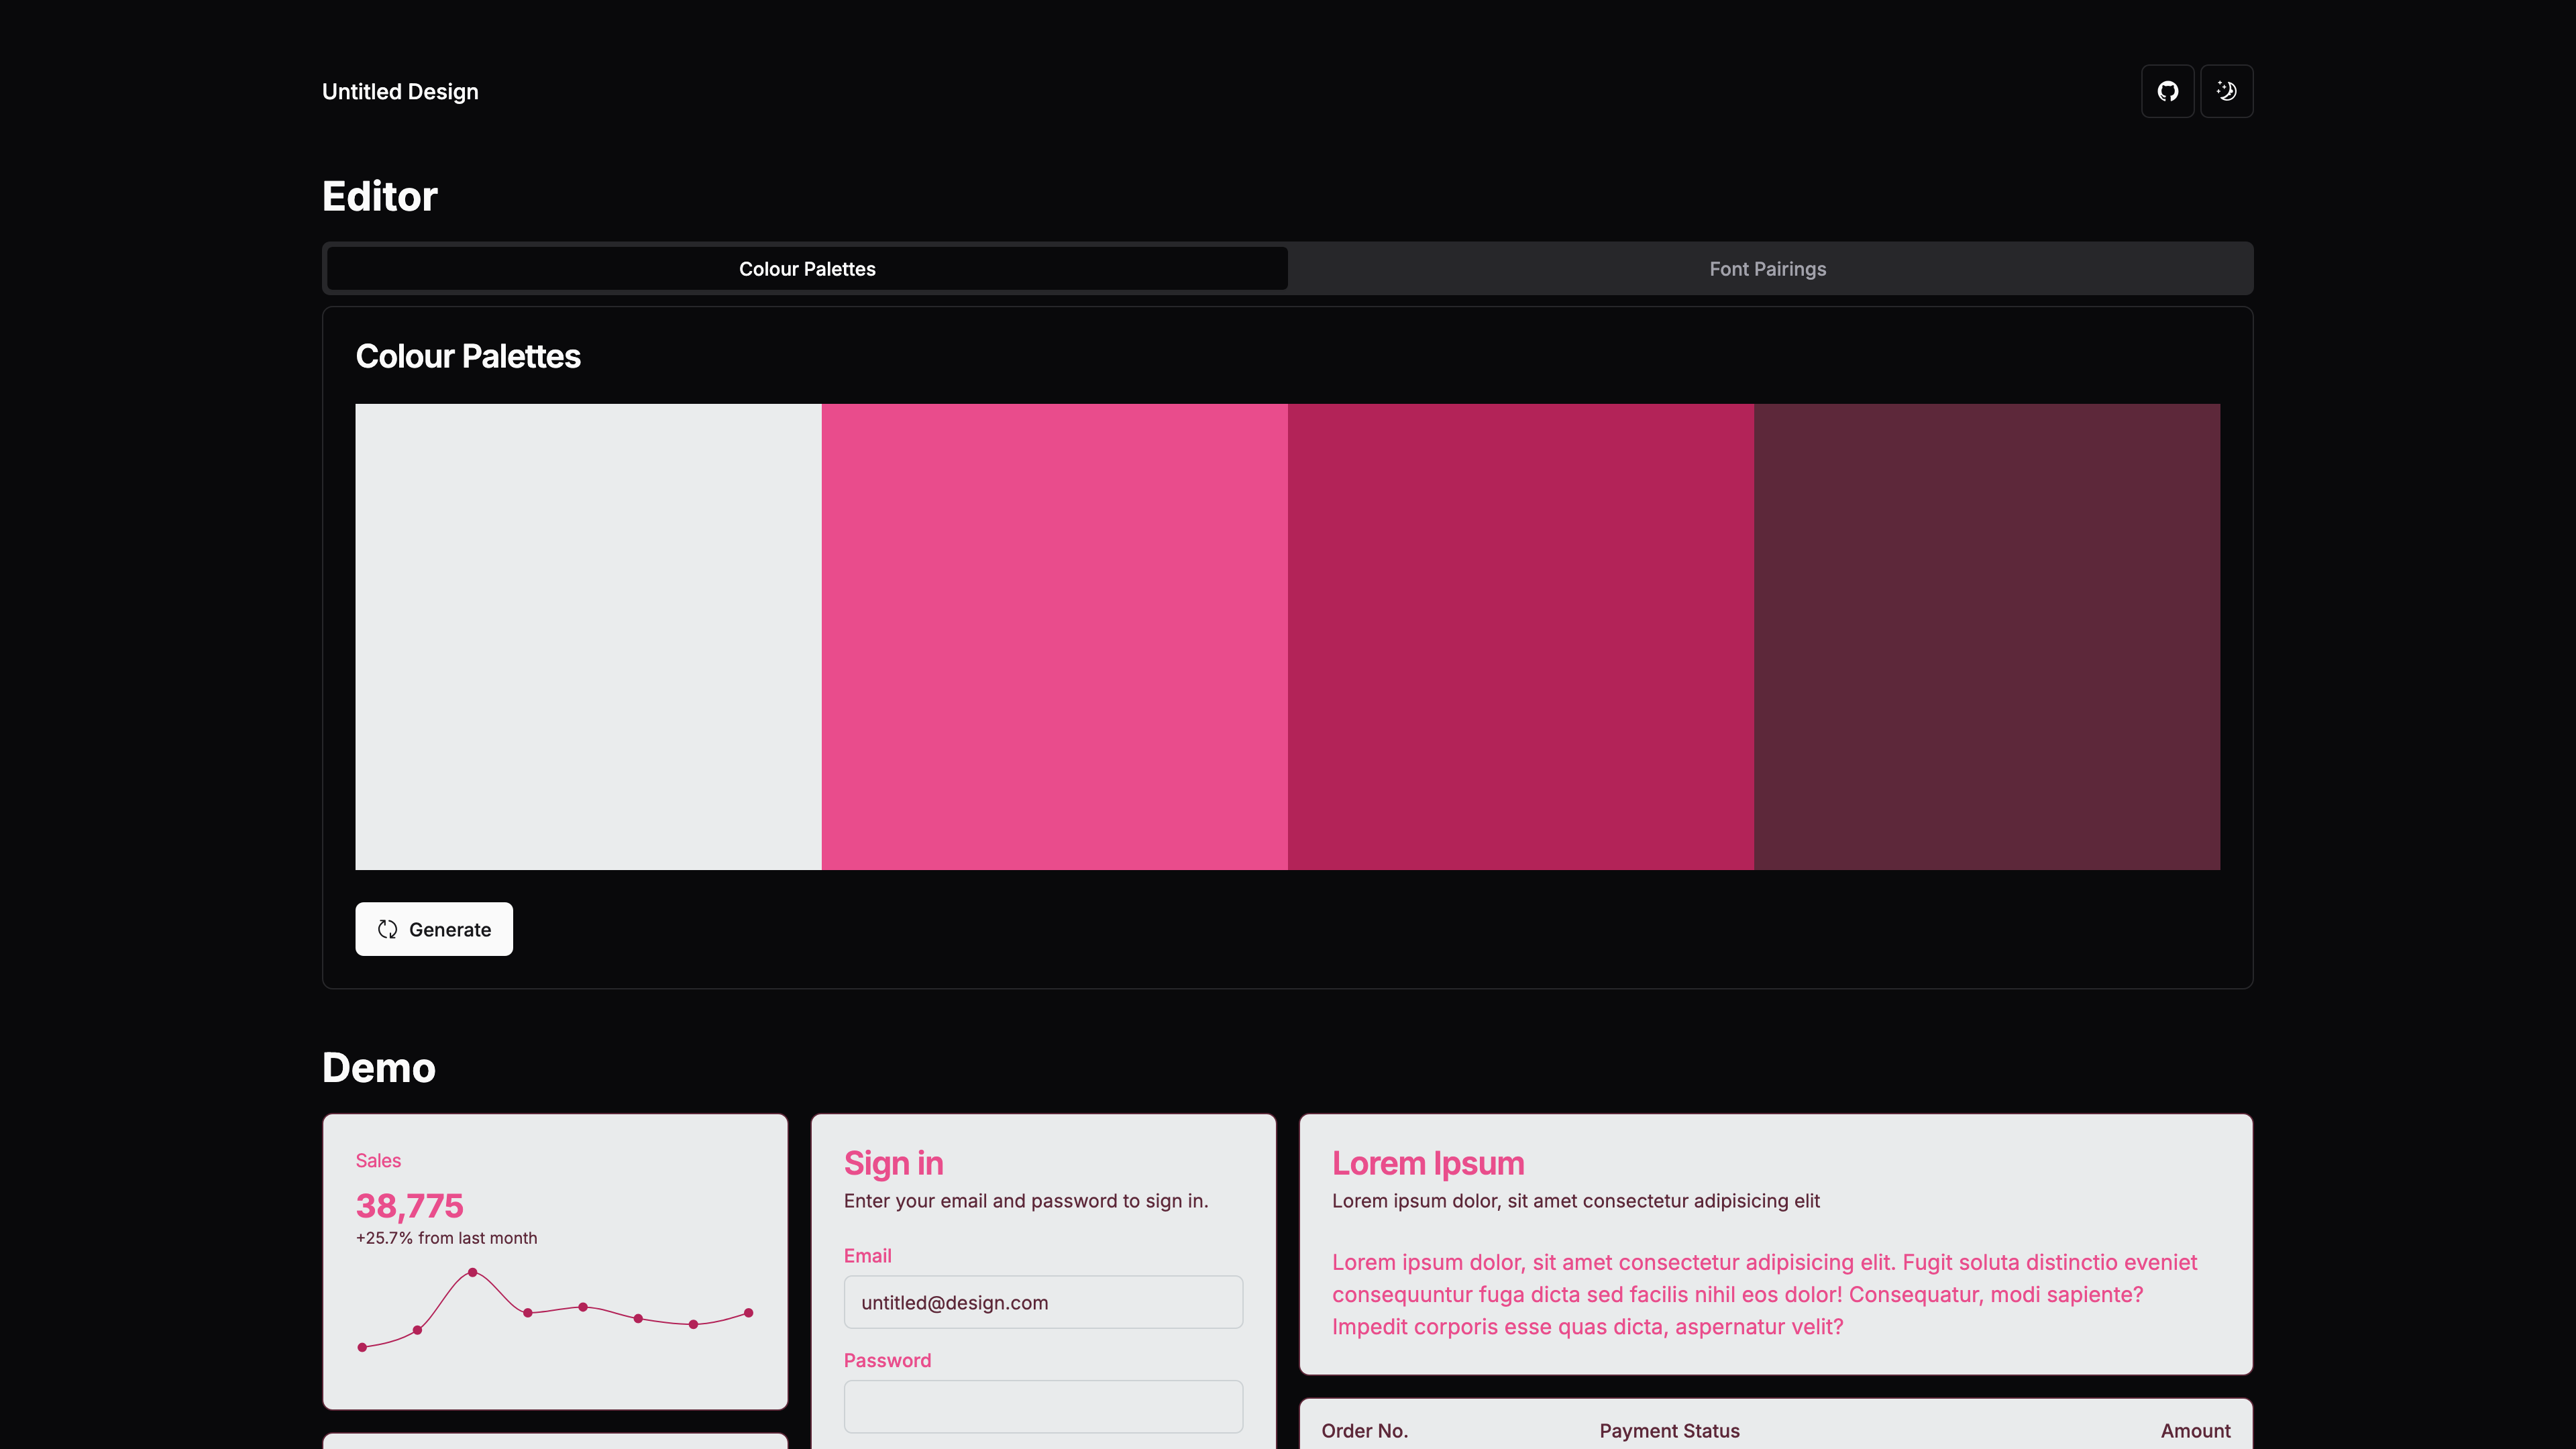 Untitled Design
Editor
Colour Palettes
Font Pairings
Colour Palettes
Generate
Demo
Sales
38,775
+25.7% from last month
Sign in
Enter your email and password to sign in.
Email
untitled@design.com
Password
Lorem Ipsum
Lorem ipsum dolor, sit amet consectetur adipisicing elit
Lorem ipsum dolor, sit amet consectetur adipisicing elit. Fugit soluta distinctio eveniet
consequuntur fuga dicta sed facilis nihil eos dolor! Consequatur, modi sapiente?
Impedit corporis esse quas dicta, aspernatur velit?
Order No. Payment Status Amount